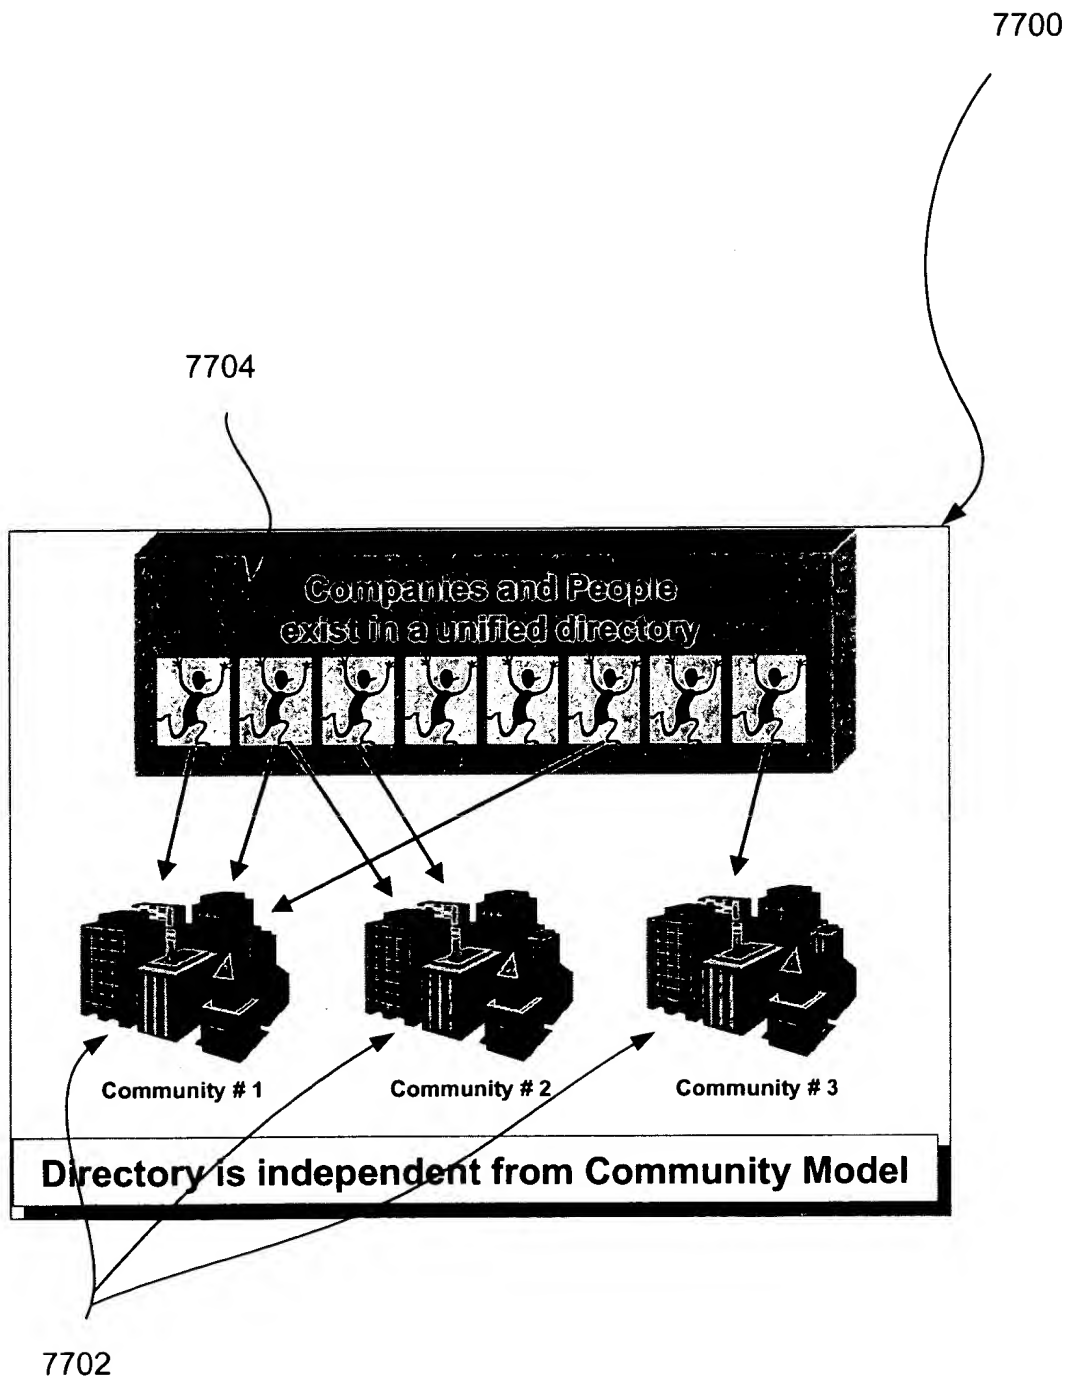 7700
7704
Companies and People
exist in a unified directory
Community # 1
Community # 2
Community # 3
Directory is independent from Community Model
7702